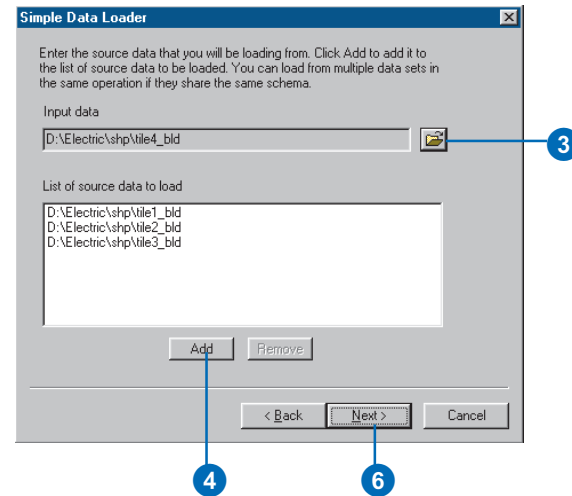 Simple Data Loader
Enter the source data that you will be loading from. Click Add to add it to
the list of source data to be loaded. You can load from multiple data sets in
the same operation if they share the same schema.
Input data
D:\Electric\shp\tile4_bld
3
List of source data to load
D:\Electric\shp\tile1_bld
D:\Electric\shp\tile2_bld
D:\Electric\shp\tile3_bld
Add Remove
< Back Next > Cancel
4 6